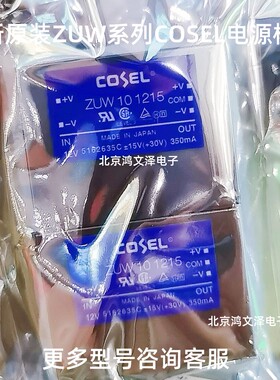 新原装ZUW系列COSEL电源模
COSEL
+V
+V
ZUW 10 1215
COM
-V
-V
MADE IN JAPAN
IN
OUT
12V 5162635C ±15V(+30V) 350mA
北京鸿文泽电子
COSEL
+V
+V
ZUW 10 1215
COM
-V
-V
MADE IN JAPAN
IN
OUT
12V 5162635C ±15V (+30V) 350mA
北京鸿文泽电子
更多型号咨询客服